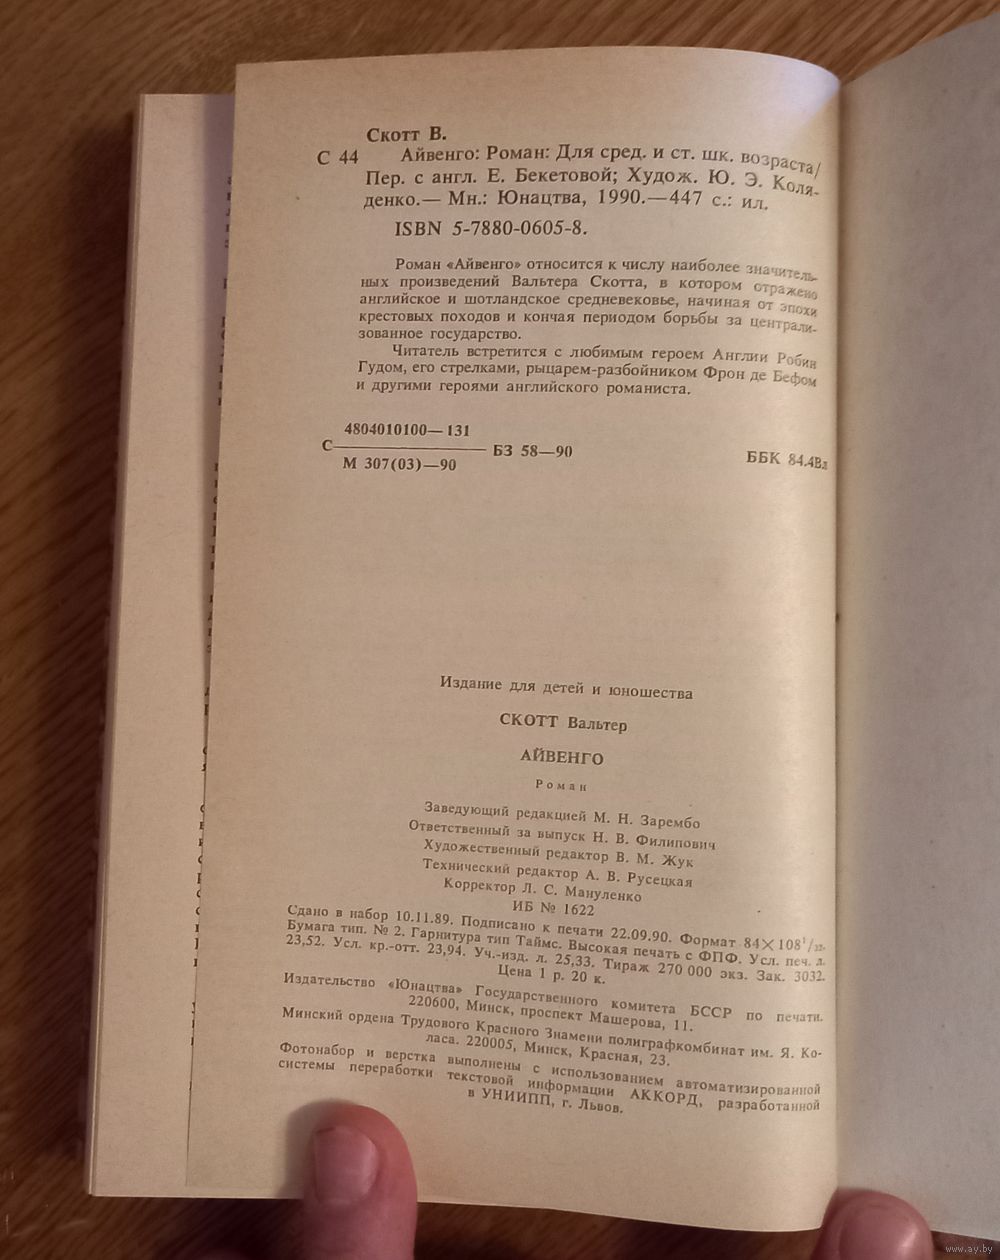 Скотт В.
С 44 Айвенго: Роман: Для сред. и ст. шк. возраста/
Пер. с англ. Е. Бекетовой; Худож. Ю. Э. Коля-
денко.— Мн.: Юнацтва, 1990.—447 с.: ил.
ISBN 5-7880-0605-8.
Роман «Айвенго» относится к числу наиболее значитель-
ных произведений Вальтера Скотта, в котором отражено
английское и шотландское средневековье, начиная от эпохи
крестовых походов и кончая периодом борьбы за централи-
зованное государство.
Читатель встретится с любимым героем Англии Робин
Гудом, его стрелками, рыцарем-разбойником Фрон де Бефом
и другими героями английского романиста.
4804010100—131
С БЗ 58—90
М 307(03)—90
ББК 84.4Вл
Издание для детей и юношества
СКОТТ Вальтер
АЙВЕНГО
Роман
Заведующий редакцией М. Н. Зарембо
Ответственный за выпуск Н. В. Филипович
Художественный редактор В. М. Жук
Технический редактор А. В. Русецкая
Корректор Л. С. Мануленко
ИБ № 1622
Сдано в набор 10.11.89. Подписано к печати 22.09.90. Формат 84×108¹/₃₂.
Бумага тип. № 2. Гарнитура тип Таймс. Высокая печать с ФПФ. Усл. печ. л.
23,52. Усл. кр.-отт. 23,94. Уч.-изд. л. 25,33. Тираж 270 000 экз. Зак. 3032.
Цена 1 р. 20 к.
Издательство «Юнацтва» Государственного комитета БССР по печати.
220600, Минск, проспект Машерова, 11.
Минский ордена Трудового Красного Знамени полиграфкомбинат им. Я. Ко-
ласа. 220005, Минск, Красная, 23.
Фотонабор и верстка выполнены с использованием автоматизированной
системы переработки текстовой информации АККОРД, разработанной
в УНИИПП, г. Львов.
www.ay.by